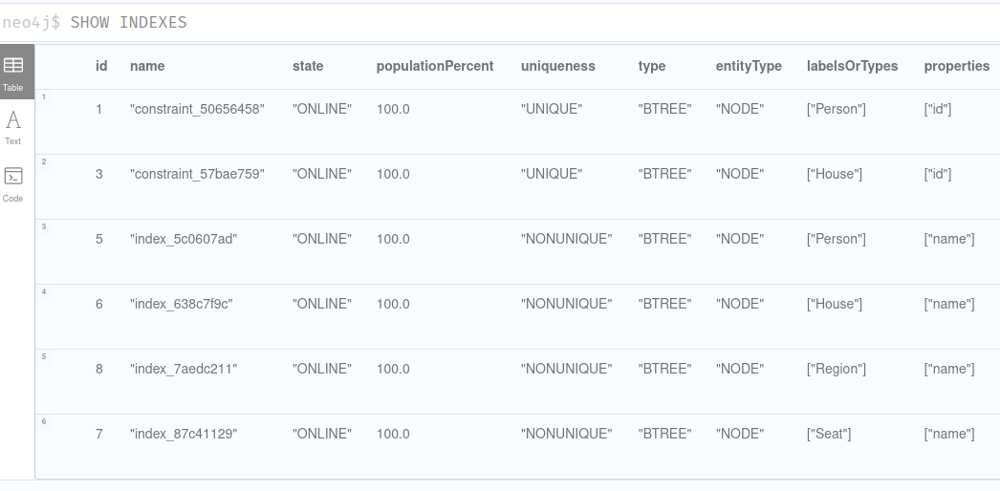 neo4j$ SHOW INDEXES
id name state populationPercent uniqueness type entityType labelsOrTypes properties
Table
1
1 "constraint_50656458" "ONLINE" 100.0 "UNIQUE" "BTREE" "NODE" ["Person"] ["id"]
Text
2
3 "constraint_57bae759" "ONLINE" 100.0 "UNIQUE" "BTREE" "NODE" ["House"] ["id"]
Code
3
5 "index_5c0607ad" "ONLINE" 100.0 "NONUNIQUE" "BTREE" "NODE" ["Person"] ["name"]
4
6 "index_638c7f9c" "ONLINE" 100.0 "NONUNIQUE" "BTREE" "NODE" ["House"] ["name"]
5
8 "index_7aedc211" "ONLINE" 100.0 "NONUNIQUE" "BTREE" "NODE" ["Region"] ["name"]
6
7 "index_87c41129" "ONLINE" 100.0 "NONUNIQUE" "BTREE" "NODE" ["Seat"] ["name"]